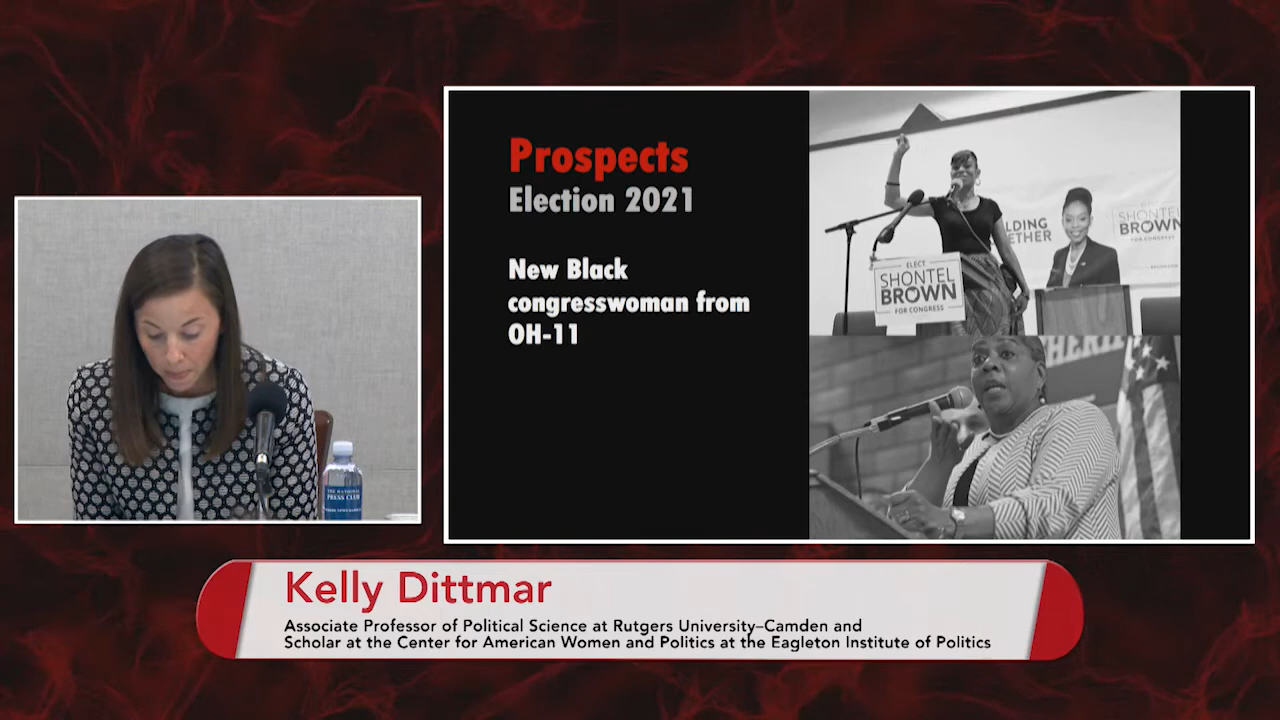 Prospects
Election 2021
New Black
congresswoman from
OH-11
LDING
ETHER
SHONTEL
BROWN
FOR CONGRESS
ELECT
SHONTEL
BROWN
FOR CONGRESS
HERI
THE NATIONAL
PRESS CLUB
Kelly Dittmar
Associate Professor of Political Science at Rutgers University–Camden and
Scholar at the Center for American Women and Politics at the Eagleton Institute of Politics